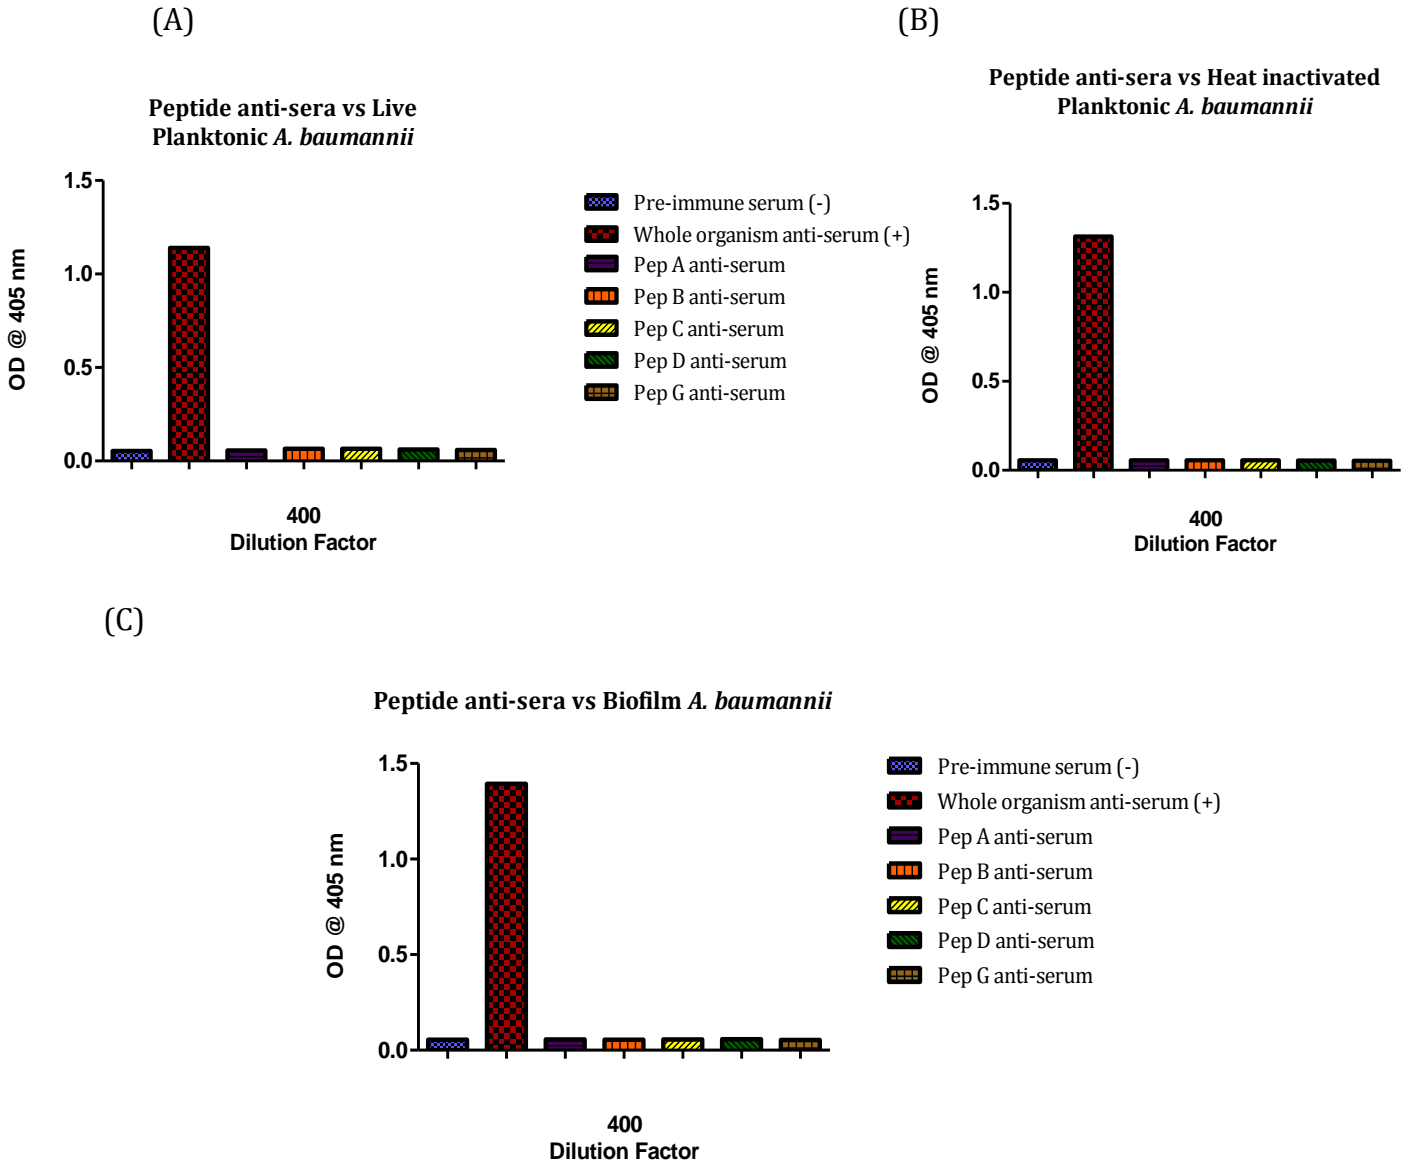 (A)
Peptide anti-sera vs Live
Planktonic A. baumannii
1.5
1.0
0.5
0.0
OD @ 405 nm
400
Dilution Factor
Pre-immune serum (-)
Whole organism anti-serum (+)
Pep A anti-serum
Pep B anti-serum
Pep C anti-serum
Pep D anti-serum
Pep G anti-serum
(B)
Peptide anti-sera vs Heat inactivated
Planktonic A. baumannii
1.5
1.0
0.5
0.0
OD @ 405 nm
400
Dilution Factor
(C)
Peptide anti-sera vs Biofilm A. baumannii
1.5
1.0
0.5
0.0
OD @ 405 nm
400
Dilution Factor
Pre-immune serum (-)
Whole organism anti-serum (+)
Pep A anti-serum
Pep B anti-serum
Pep C anti-serum
Pep D anti-serum
Pep G anti-serum